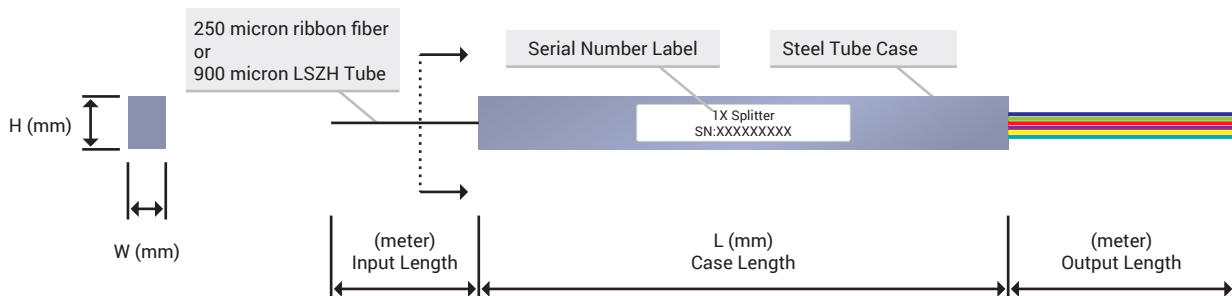 250 micron ribbon fiber
or
900 micron LSZH Tube
Serial Number Label
Steel Tube Case
H (mm)
1X Splitter
SN:XXXXXXXXX
W (mm)
(meter)
Input Length
L (mm)
Case Length
(meter)
Output Length